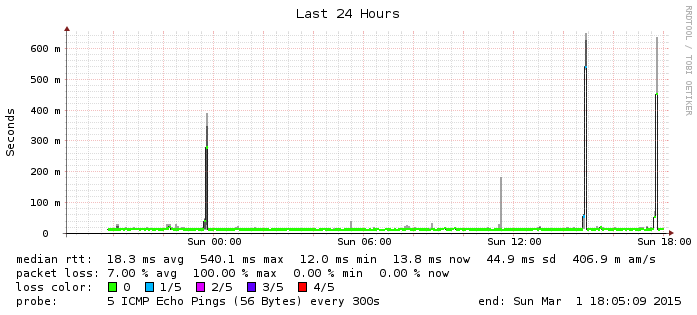 Last 24 Hours
RRDTOOL / TOBI OETIKER
Seconds
600 m
500 m
400 m
300 m
200 m
100 m
0
Sun 00:00 Sun 06:00 Sun 12:00 Sun 18:00
median rtt: 18.3 ms avg 540.1 ms max 12.0 ms min 13.8 ms now 44.9 ms sd 406.9 m am/s
packet loss: 7.00 % avg 100.00 % max 0.00 % min 0.00 % now
loss color: 0 1/5 2/5 3/5 4/5
probe: 5 ICMP Echo Pings (56 Bytes) every 300s end: Sun Mar 1 18:05:09 2015